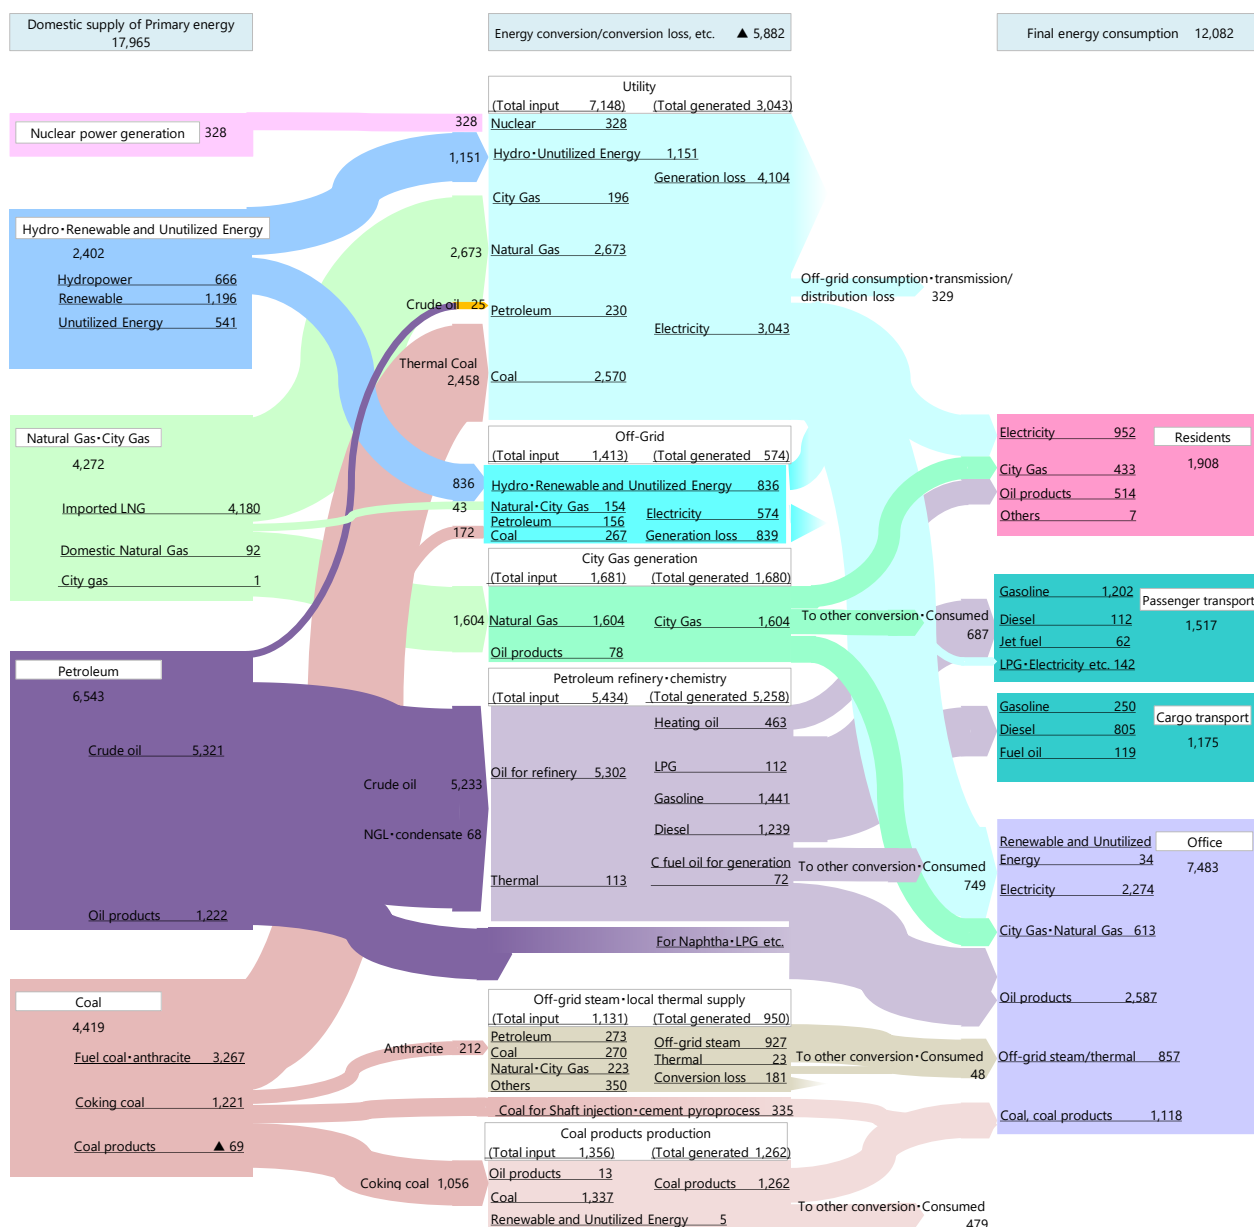 Domestic supply of Primary energy
17,965
Energy conversion/conversion loss, etc. ▲ 5,882
Final energy consumption 12,082
Nuclear power generation 328
Hydro・Renewable and Unutilized Energy
2,402
Hydropower 666
Renewable 1,196
Unutilized Energy 541
Natural Gas・City Gas
4,272
Imported LNG 4,180
Domestic Natural Gas 92
City gas 1
Petroleum
6,543
Crude oil 5,321
Oil products 1,222
Coal
4,419
Fuel coal・anthracite 3,267
Coking coal 1,221
Coal products ▲ 69
328
1,151
2,673
Crude oil 25
Thermal Coal
2,458
836
43
172
1,604
Crude oil 5,233
NGL・condensate 68
Anthracite 212
Coking coal 1,056
Utility
(Total input 7,148) (Total generated 3,043)
Nuclear 328
Hydro・Unutilized Energy 1,151
Generation loss 4,104
City Gas 196
Natural Gas 2,673
Petroleum 230
Electricity 3,043
Coal 2,570
Off-Grid
(Total input 1,413) (Total generated 574)
Hydro・Renewable and Unutilized Energy 836
Natural・City Gas 154
Petroleum 156
Coal 267
Electricity 574
Generation loss 839
City Gas generation
(Total input 1,681) (Total generated 1,680)
Natural Gas 1,604
City Gas 1,604
Oil products 78
Petroleum refinery・chemistry
(Total input 5,434) (Total generated 5,258)
Heating oil 463
Oil for refinery 5,302
LPG 112
Gasoline 1,441
Diesel 1,239
C fuel oil for generation
72
Thermal 113
For Naphtha・LPG etc.
Off-grid steam・local thermal supply
(Total input 1,131) (Total generated 950)
Petroleum 273
Coal 270
Natural・City Gas 223
Others 350
Off-grid steam 927
Thermal 23
Conversion loss 181
Coal for Shaft injection・cement pyroprocess 335
Coal products production
(Total input 1,356) (Total generated 1,262)
Oil products 13
Coal products 1,262
Coal 1,337
Renewable and Unutilized Energy 5
Off-grid consumption・transmission/
distribution loss 329
To other conversion・Consumed
687
To other conversion・Consumed
749
To other conversion・Consumed
48
To other conversion・Consumed
479
Residents
1,908
Electricity 952
City Gas 433
Oil products 514
Others 7
Passenger transport
1,517
Gasoline 1,202
Diesel 112
Jet fuel 62
LPG・Electricity etc. 142
Cargo transport
1,175
Gasoline 250
Diesel 805
Fuel oil 119
Office
7,483
Renewable and Unutilized
Energy 34
Electricity 2,274
City Gas・Natural Gas 613
Oil products 2,587
Off-grid steam/thermal 857
Coal, coal products 1,118